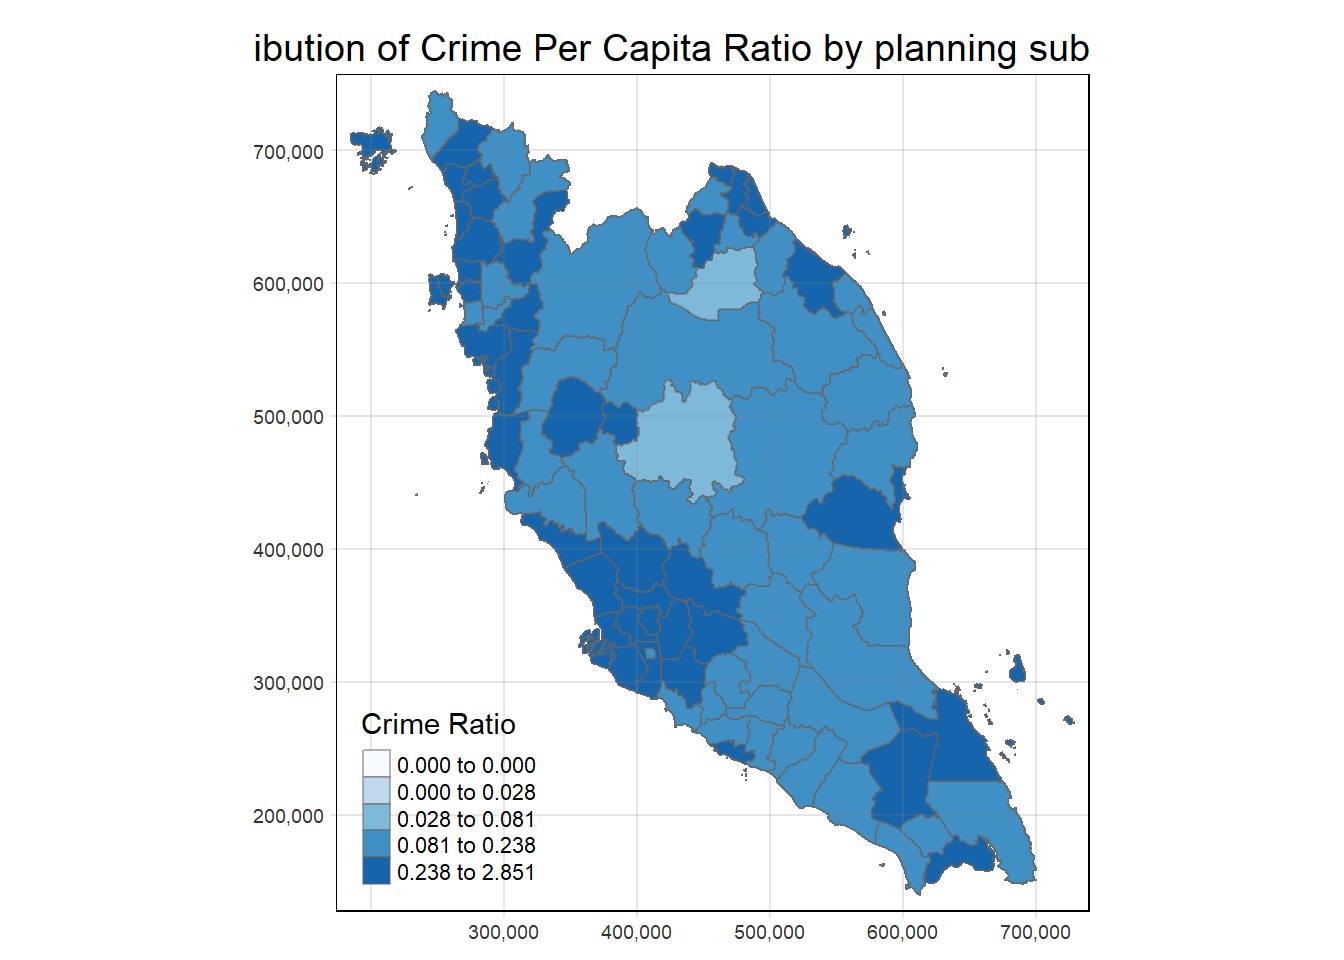 ibution of Crime Per Capita Ratio by planning sub
700,000
600,000
500,000
400,000
300,000
200,000
Crime Ratio
0.000 to 0.000
0.000 to 0.028
0.028 to 0.081
0.081 to 0.238
0.238 to 2.851
300,000
400,000
500,000
600,000
700,000